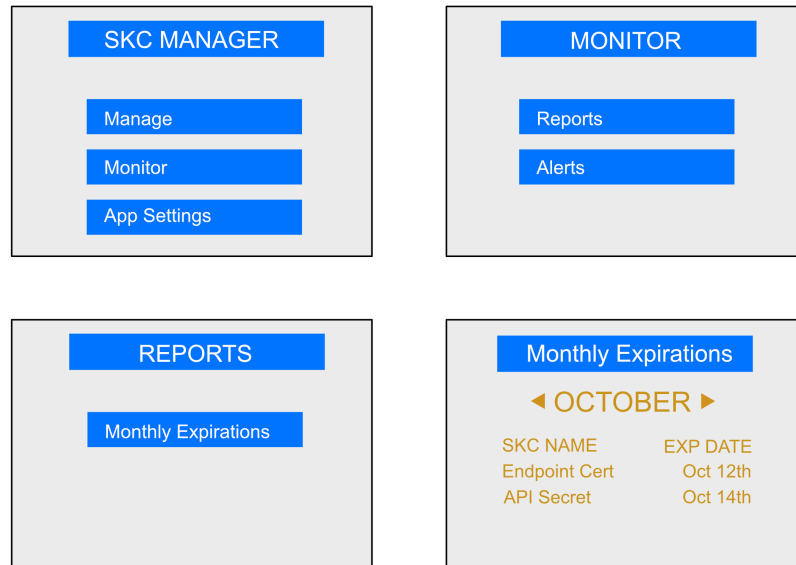 SKC MANAGER
Manage
Monitor
App Settings
MONITOR
Reports
Alerts
REPORTS
Monthly Expirations
Monthly Expirations
◀ OCTOBER ▶
SKC NAME EXP DATE
Endpoint Cert Oct 12th
API Secret Oct 14th